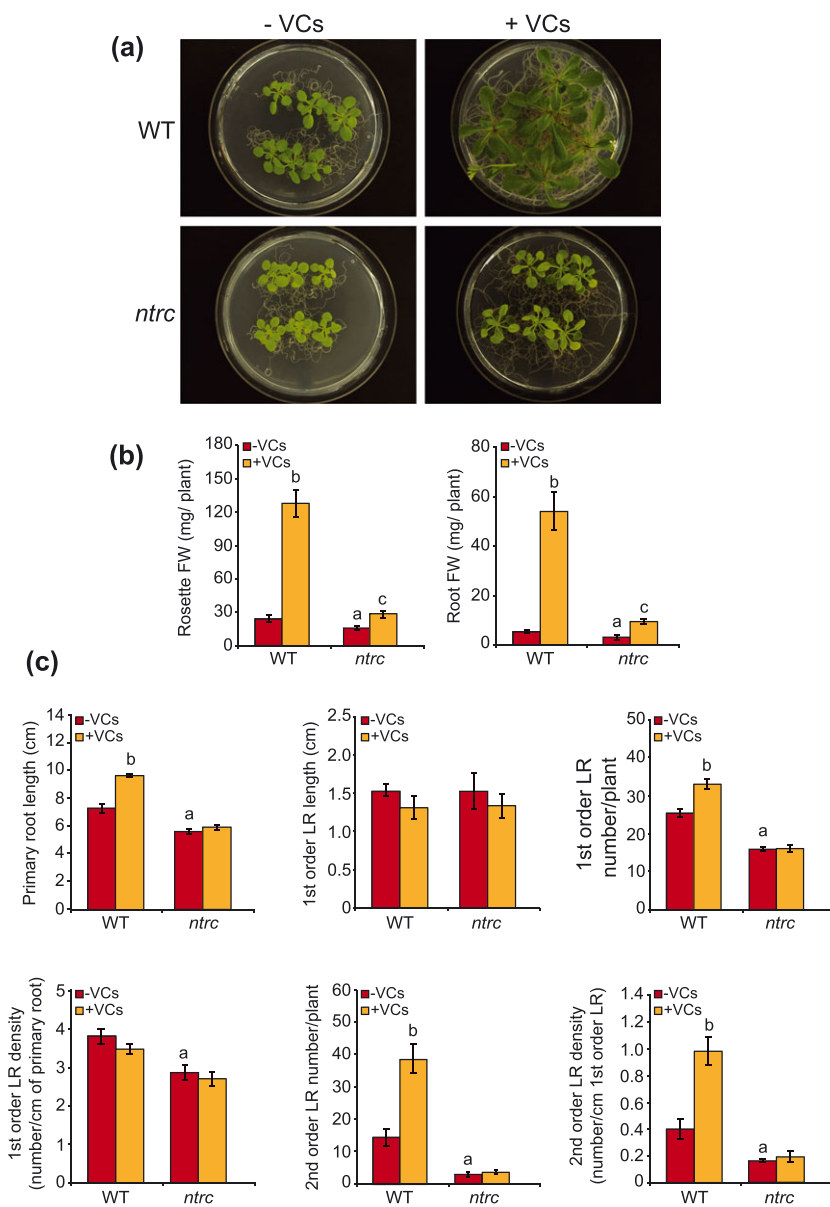 - VCs + VCs
(a)
WT
ntrc
(b)
Rosette FW (mg/ plant)
180
150
120
90
60
30
0
-VCs
+VCs
b
a
c
WT ntrc
Root FW (mg/ plant)
80
60
40
20
0
-VCs
+VCs
b
a
c
WT ntrc
(c)
Primary root length (cm)
14
12
10
8
6
4
2
0
-VCs
+VCs
b
a
WT ntrc
1st order LR length (cm)
2.5
2.0
1.5
1.0
0.5
0
-VCs
+VCs
WT ntrc
1st order LR
number/plant
50
40
30
20
10
0
-VCs
+VCs
b
a
WT ntrc
1st order LR density
(number/cm of primary root)
5
4
3
2
1
0
-VCs
+VCs
a
WT ntrc
2nd order LR number/plant
60
50
40
30
20
10
0
-VCs
+VCs
b
a
WT ntrc
2nd order LR density
(number/cm 1st order LR)
1.4
1.2
1.0
0.8
0.6
0.4
0.2
0
-VCs
+VCs
b
a
WT ntrc